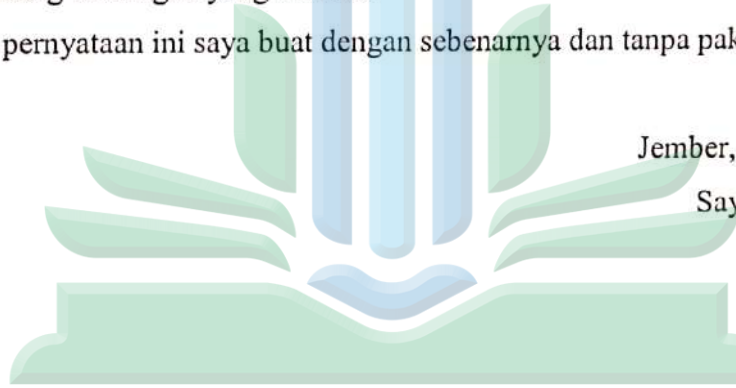 pernyataan ini saya buat dengan sebenarnya dan tanpa pak
Jember,
Say